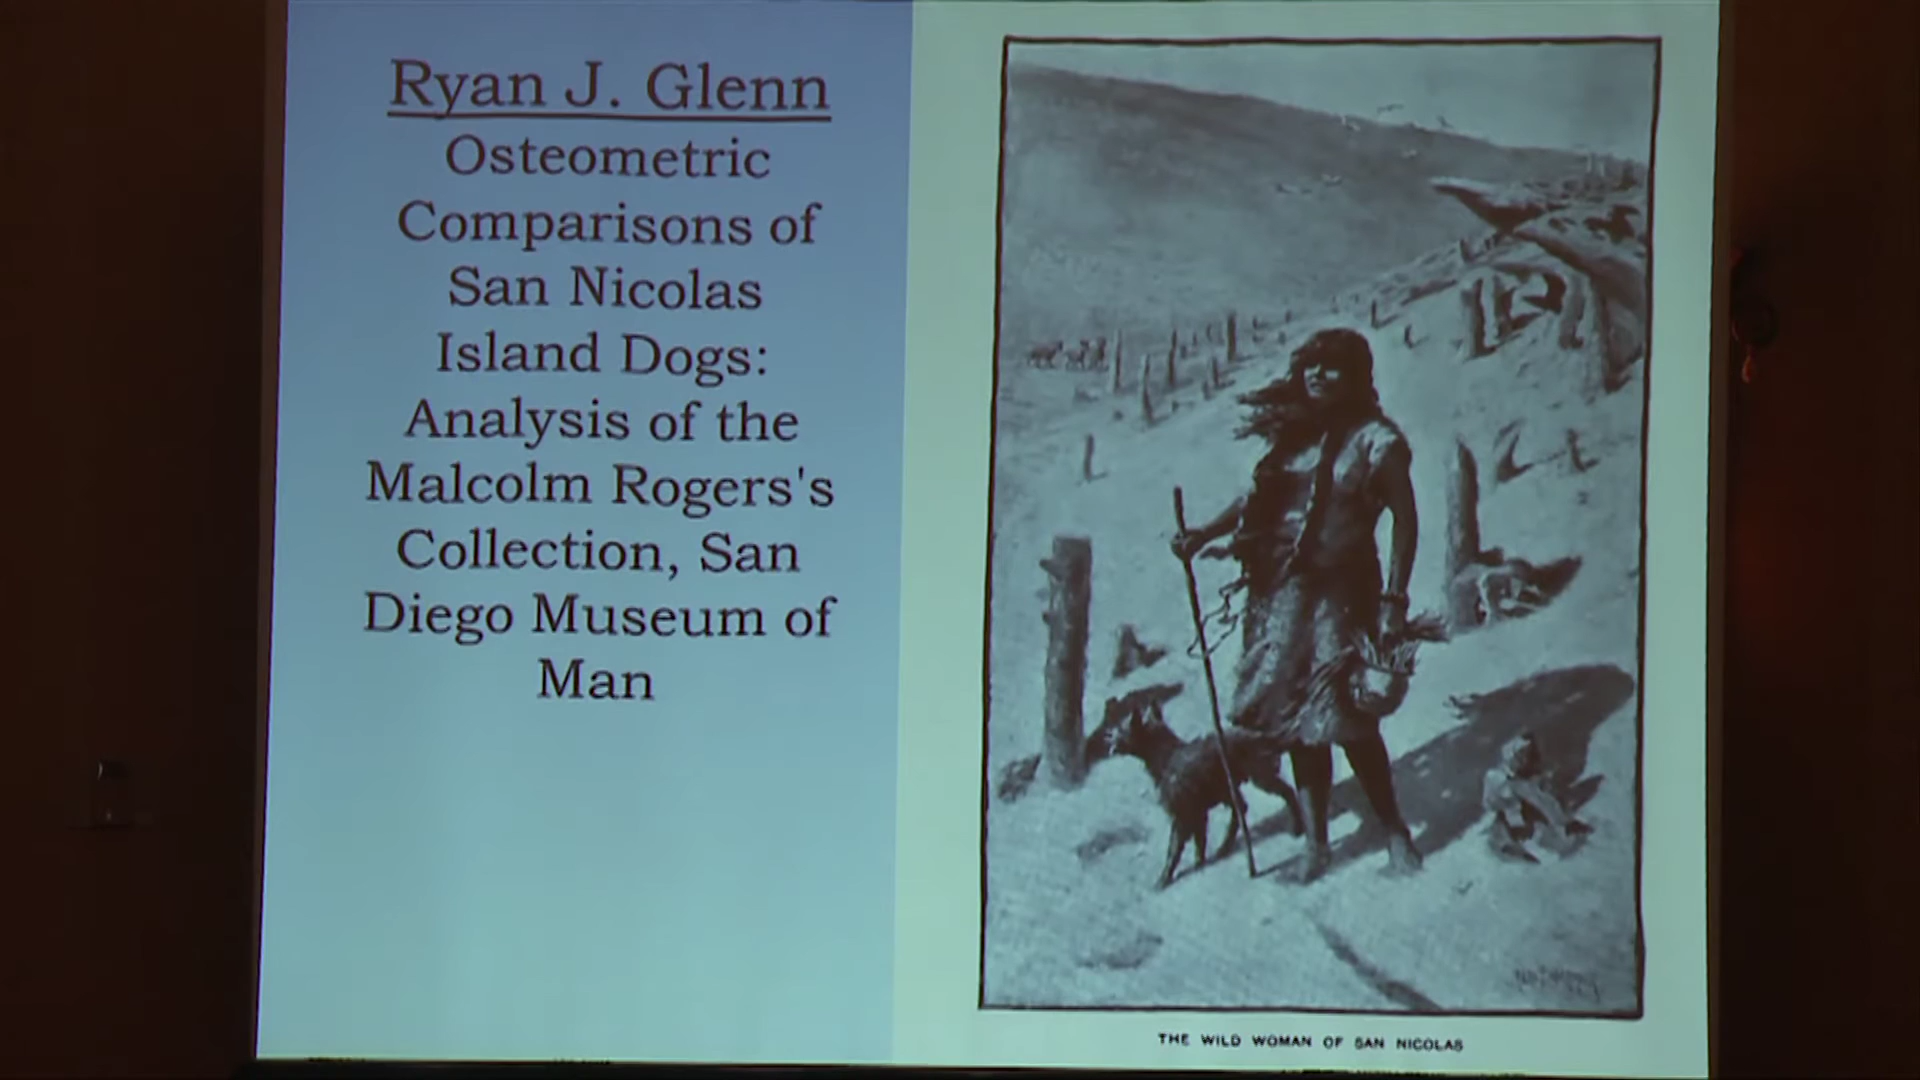 Ryan J. Glenn
Osteometric
Comparisons of
San Nicolas
Island Dogs:
Analysis of the
Malcolm Rogers's
Collection, San
Diego Museum of
Man
THE WILD WOMAN OF SAN NICOLAS